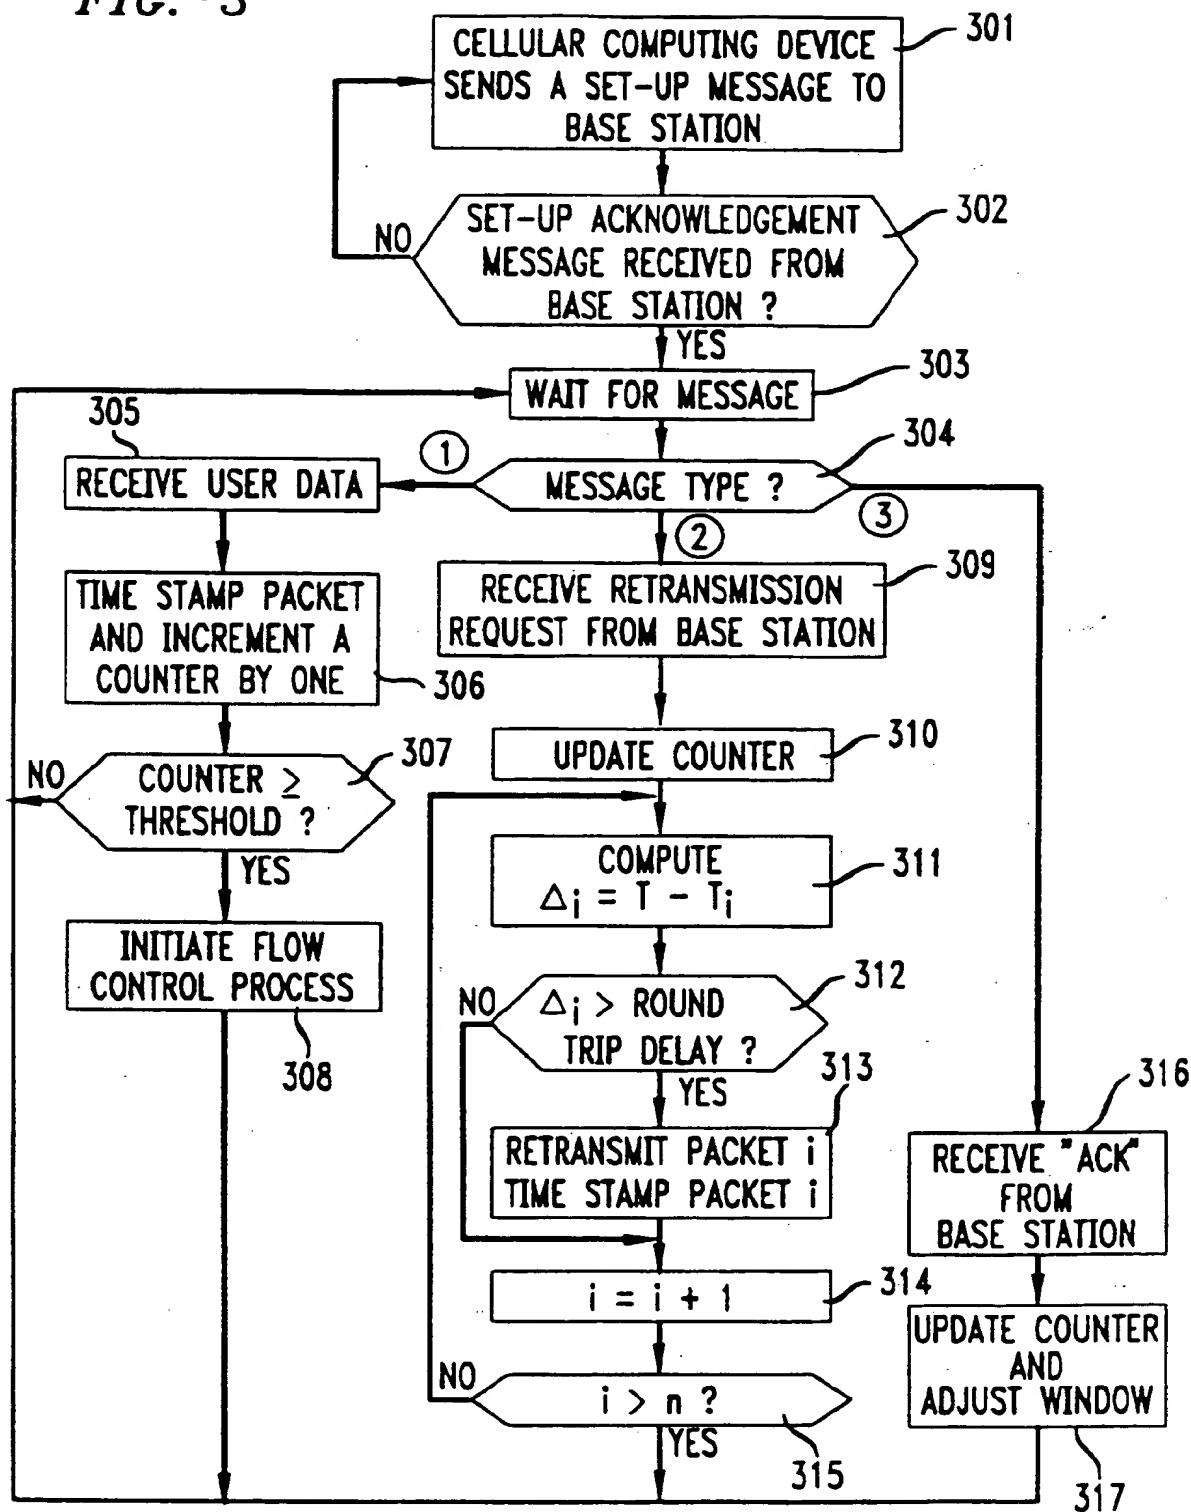 FIG. 3
301
CELLULAR COMPUTING DEVICE
SENDS A SET-UP MESSAGE TO
BASE STATION
302
SET-UP ACKNOWLEDGEMENT
MESSAGE RECEIVED FROM
BASE STATION ?
NO
YES
303
WAIT FOR MESSAGE
304
MESSAGE TYPE ?
1
2
3
305
RECEIVE USER DATA
TIME STAMP PACKET
AND INCREMENT A
COUNTER BY ONE
306
307
COUNTER ≥
THRESHOLD ?
NO
YES
INITIATE FLOW
CONTROL PROCESS
308
309
RECEIVE RETRANSMISSION
REQUEST FROM BASE STATION
310
UPDATE COUNTER
311
COMPUTE
Δi = T - Ti
312
Δi > ROUND
TRIP DELAY ?
NO
YES
313
RETRANSMIT PACKET i
TIME STAMP PACKET i
314
i = i + 1
i > n ?
NO
YES
315
316
RECEIVE "ACK"
FROM
BASE STATION
UPDATE COUNTER
AND
ADJUST WINDOW
317